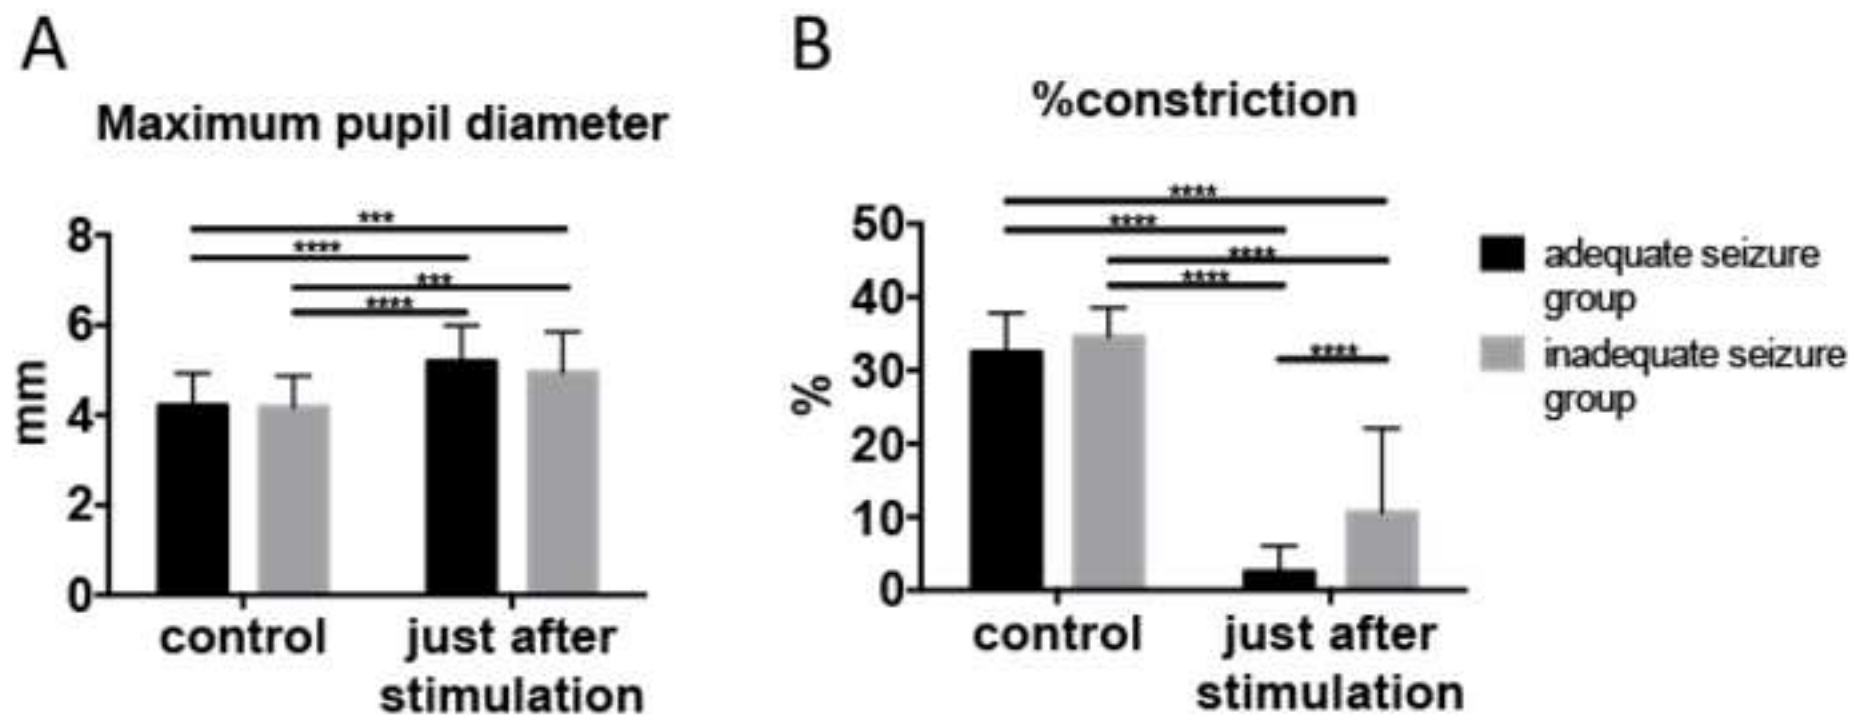 A
Maximum pupil diameter
***
****
***
****
8
6
4
2
0
mm
control
just after
stimulation
B
%constriction
****
****
****
****
****
50
40
30
20
10
0
%
control
just after
stimulation
adequate seizure
group
inadequate seizure
group